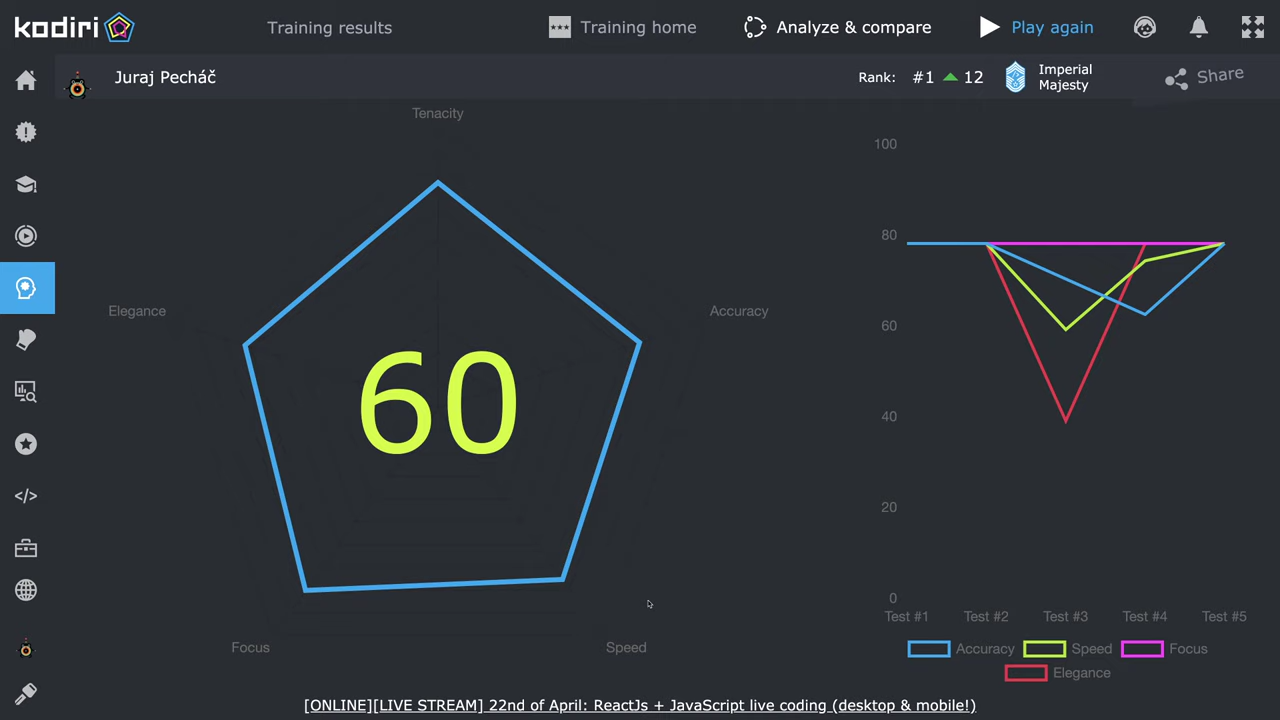 kodiri
Training results
Training home
Analyze & compare
Play again
Juraj Pecháč
Rank: #1 12
Imperial
Majesty
Share
Tenacity
Accuracy
Speed
Focus
Elegance
60
100
80
60
40
20
0
Test #1 Test #2 Test #3 Test #4 Test #5
Accuracy Speed Focus
Elegance
[ONLINE][LIVE STREAM] 22nd of April: ReactJs + JavaScript live coding (desktop & mobile!)